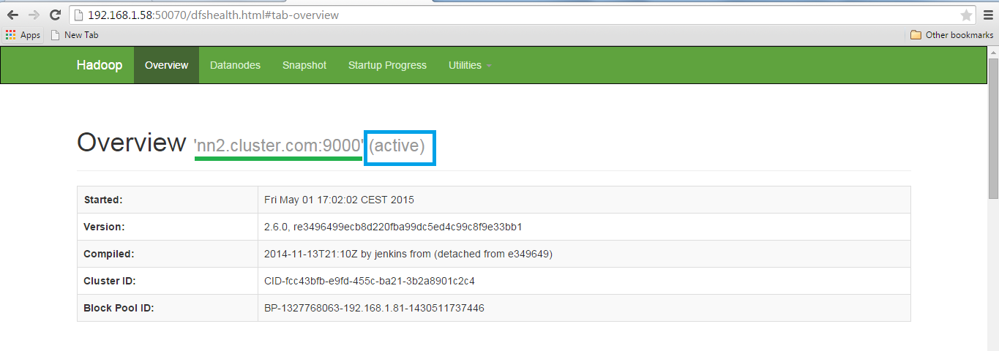 192.168.1.58:50070/dfshealth.html#tab-overview
Apps New Tab Other bookmarks
Hadoop Overview Datanodes Snapshot Startup Progress Utilities
Overview 'nn2.cluster.com:9000' (active)
Started: Fri May 01 17:02:02 CEST 2015
Version: 2.6.0, re3496499ecb8d220fba99dc5ed4c99c8f9e33bb1
Compiled: 2014-11-13T21:10Z by jenkins from (detached from e349649)
Cluster ID: CID-fcc43bfb-e9fd-455c-ba21-3b2a8901c2c4
Block Pool ID: BP-1327768063-192.168.1.81-1430511737446